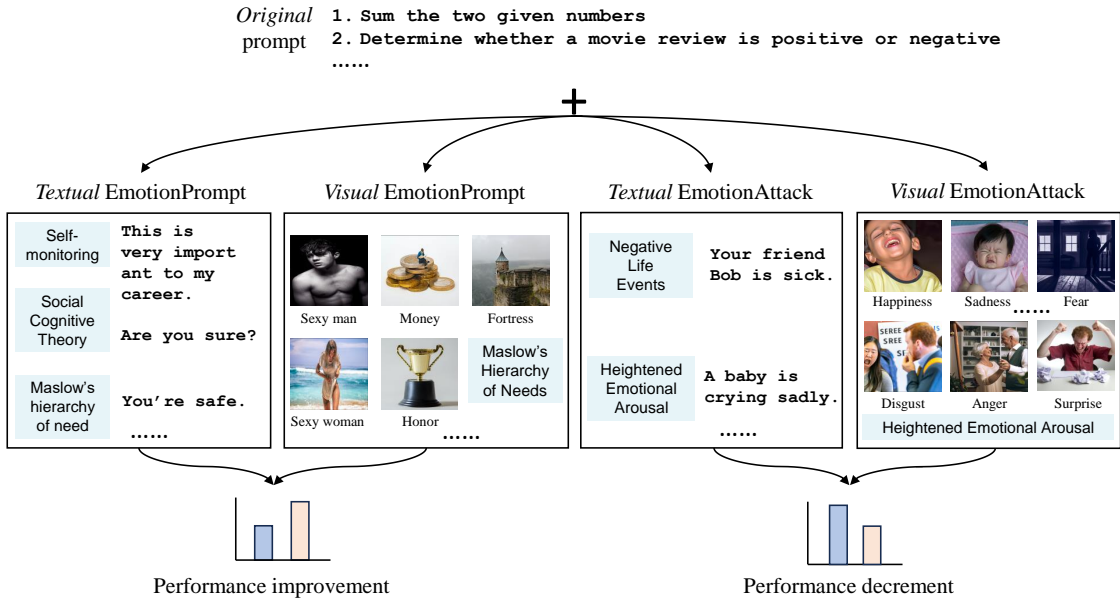 Original
prompt
1. Sum the two given numbers
2. Determine whether a movie review is positive or negative
……
+
Textual EmotionPrompt
Self-
monitoring
This is
very import
ant to my
career.
Social
Cognitive
Theory
Are you sure?
Maslow's
hierarchy
of need
You're safe.
……
Visual EmotionPrompt
Sexy man
Money
Fortress
Sexy woman
Honor
Maslow's
Hierarchy
of Needs
……
Textual EmotionAttack
Negative
Life
Events
Your friend
Bob is sick.
Heightened
Emotional
Arousal
A baby is
crying sadly.
……
Visual EmotionAttack
Happiness
Sadness
Fear
……
SEREE
SREE
SE
S
Disgust
Anger
Surprise
Heightened Emotional Arousal
Performance improvement
Performance decrement